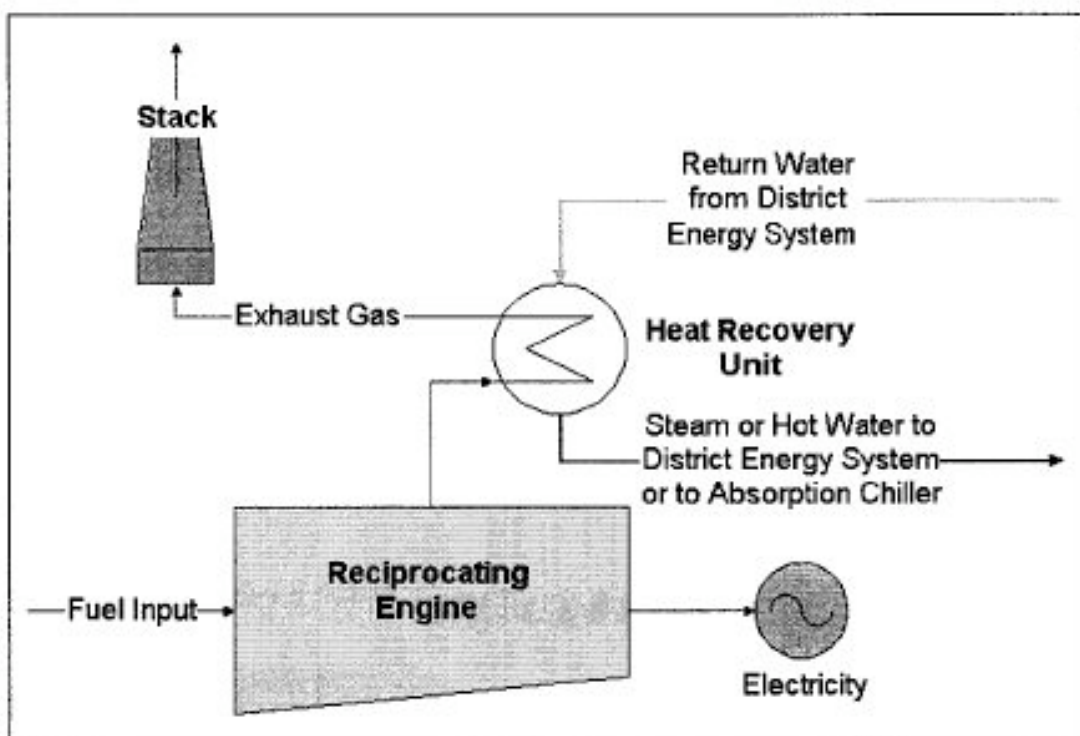 Stack
Return Water
from District
Energy System
Exhaust Gas
Heat Recovery
Unit
Steam or Hot Water to
District Energy System
or to Absorption Chiller
Reciprocating
Engine
Fuel Input
Electricity